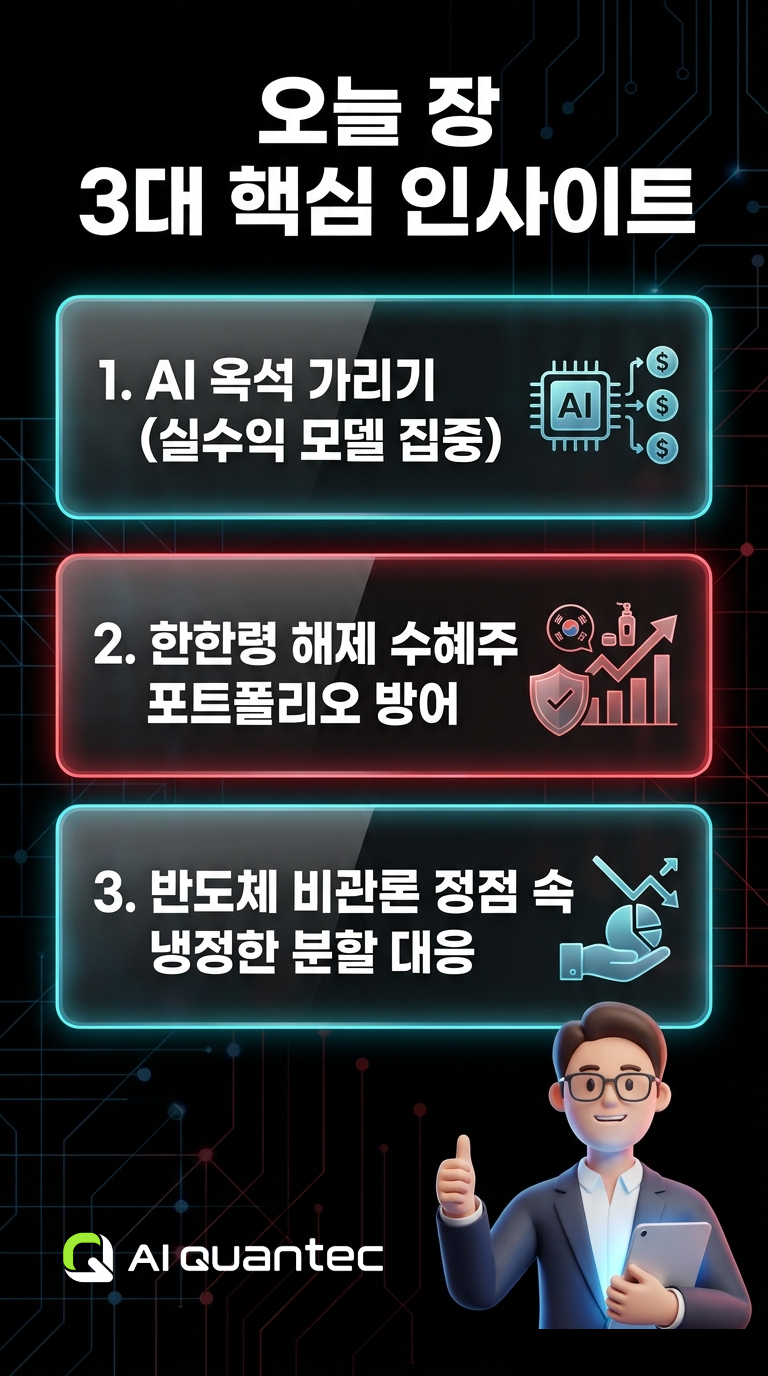 오늘 장
3대 핵심 인사이트
1. AI 옥석 가리기
(실수익 모델 집중)
AI
$
$
$
2. 한한령 해제 수혜주
포트폴리오 방어
3. 반도체 비관론 정점 속
냉정한 분할 대응
AI Quantec